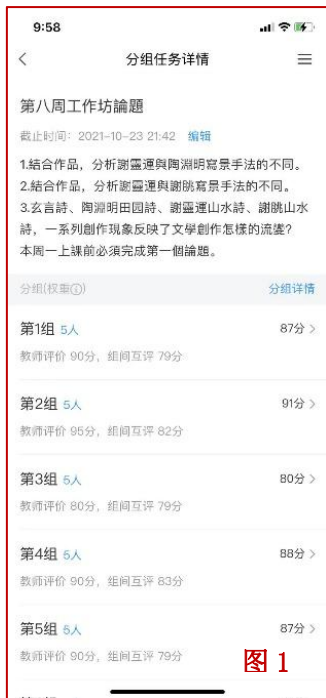 9:58
分组任务详情
第八周工作坊論題
截止时间：2021-10-23 21:42 编辑
1.結合作品，分析謝靈運與陶淵明寫景手法的不同。
2.結合作品，分析謝靈運與謝朓寫景手法的不同。
3.玄言詩、陶淵明田园詩、謝靈運山水詩、謝朓山水
詩，一系列創作現象反映了文學創作怎樣的流變？
本周一上課前必須完成第一個論題。
分组(权重ⓘ) 分组详情
第1组 5人 87分
教师评价 90分，组间互评 79分
第2组 5人 91分
教师评价 95分，组间互评 82分
第3组 5人 80分
教师评价 80分，组间互评 79分
第4组 5人 88分
教师评价 90分，组间互评 83分
第5组 5人 87分
教师评价 90分，组间互评 79分
图 1